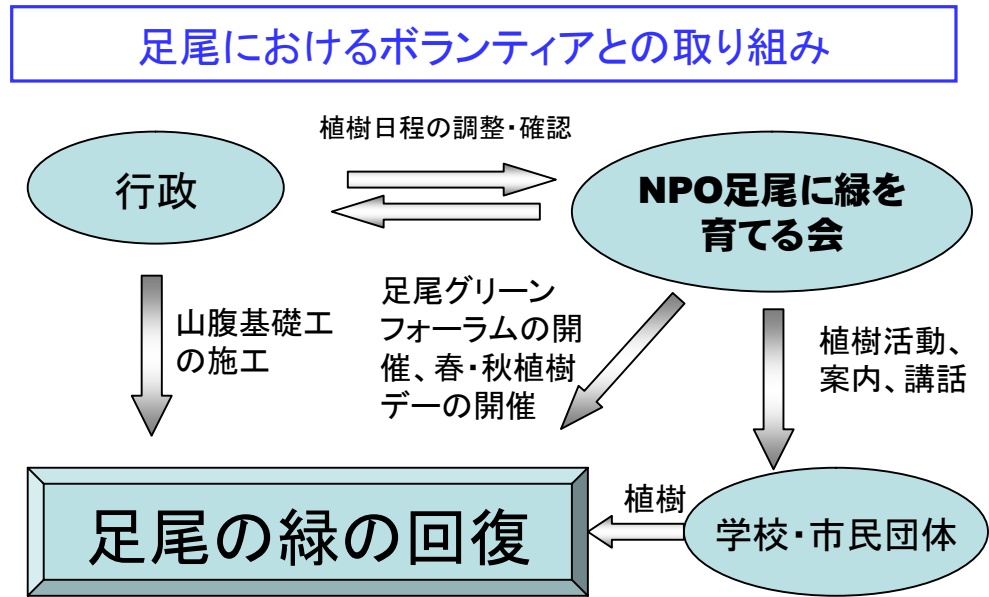 足尾におけるボランティアとの取り組み
植樹日程の調整・確認
行政
NPO足尾に緑を
育てる会
山腹基礎工
の施工
足尾グリーン
フォーラムの開
催、春・秋植樹
デーの開催
植樹活動、
案内、講話
足尾の緑の回復
植樹
学校・市民団体